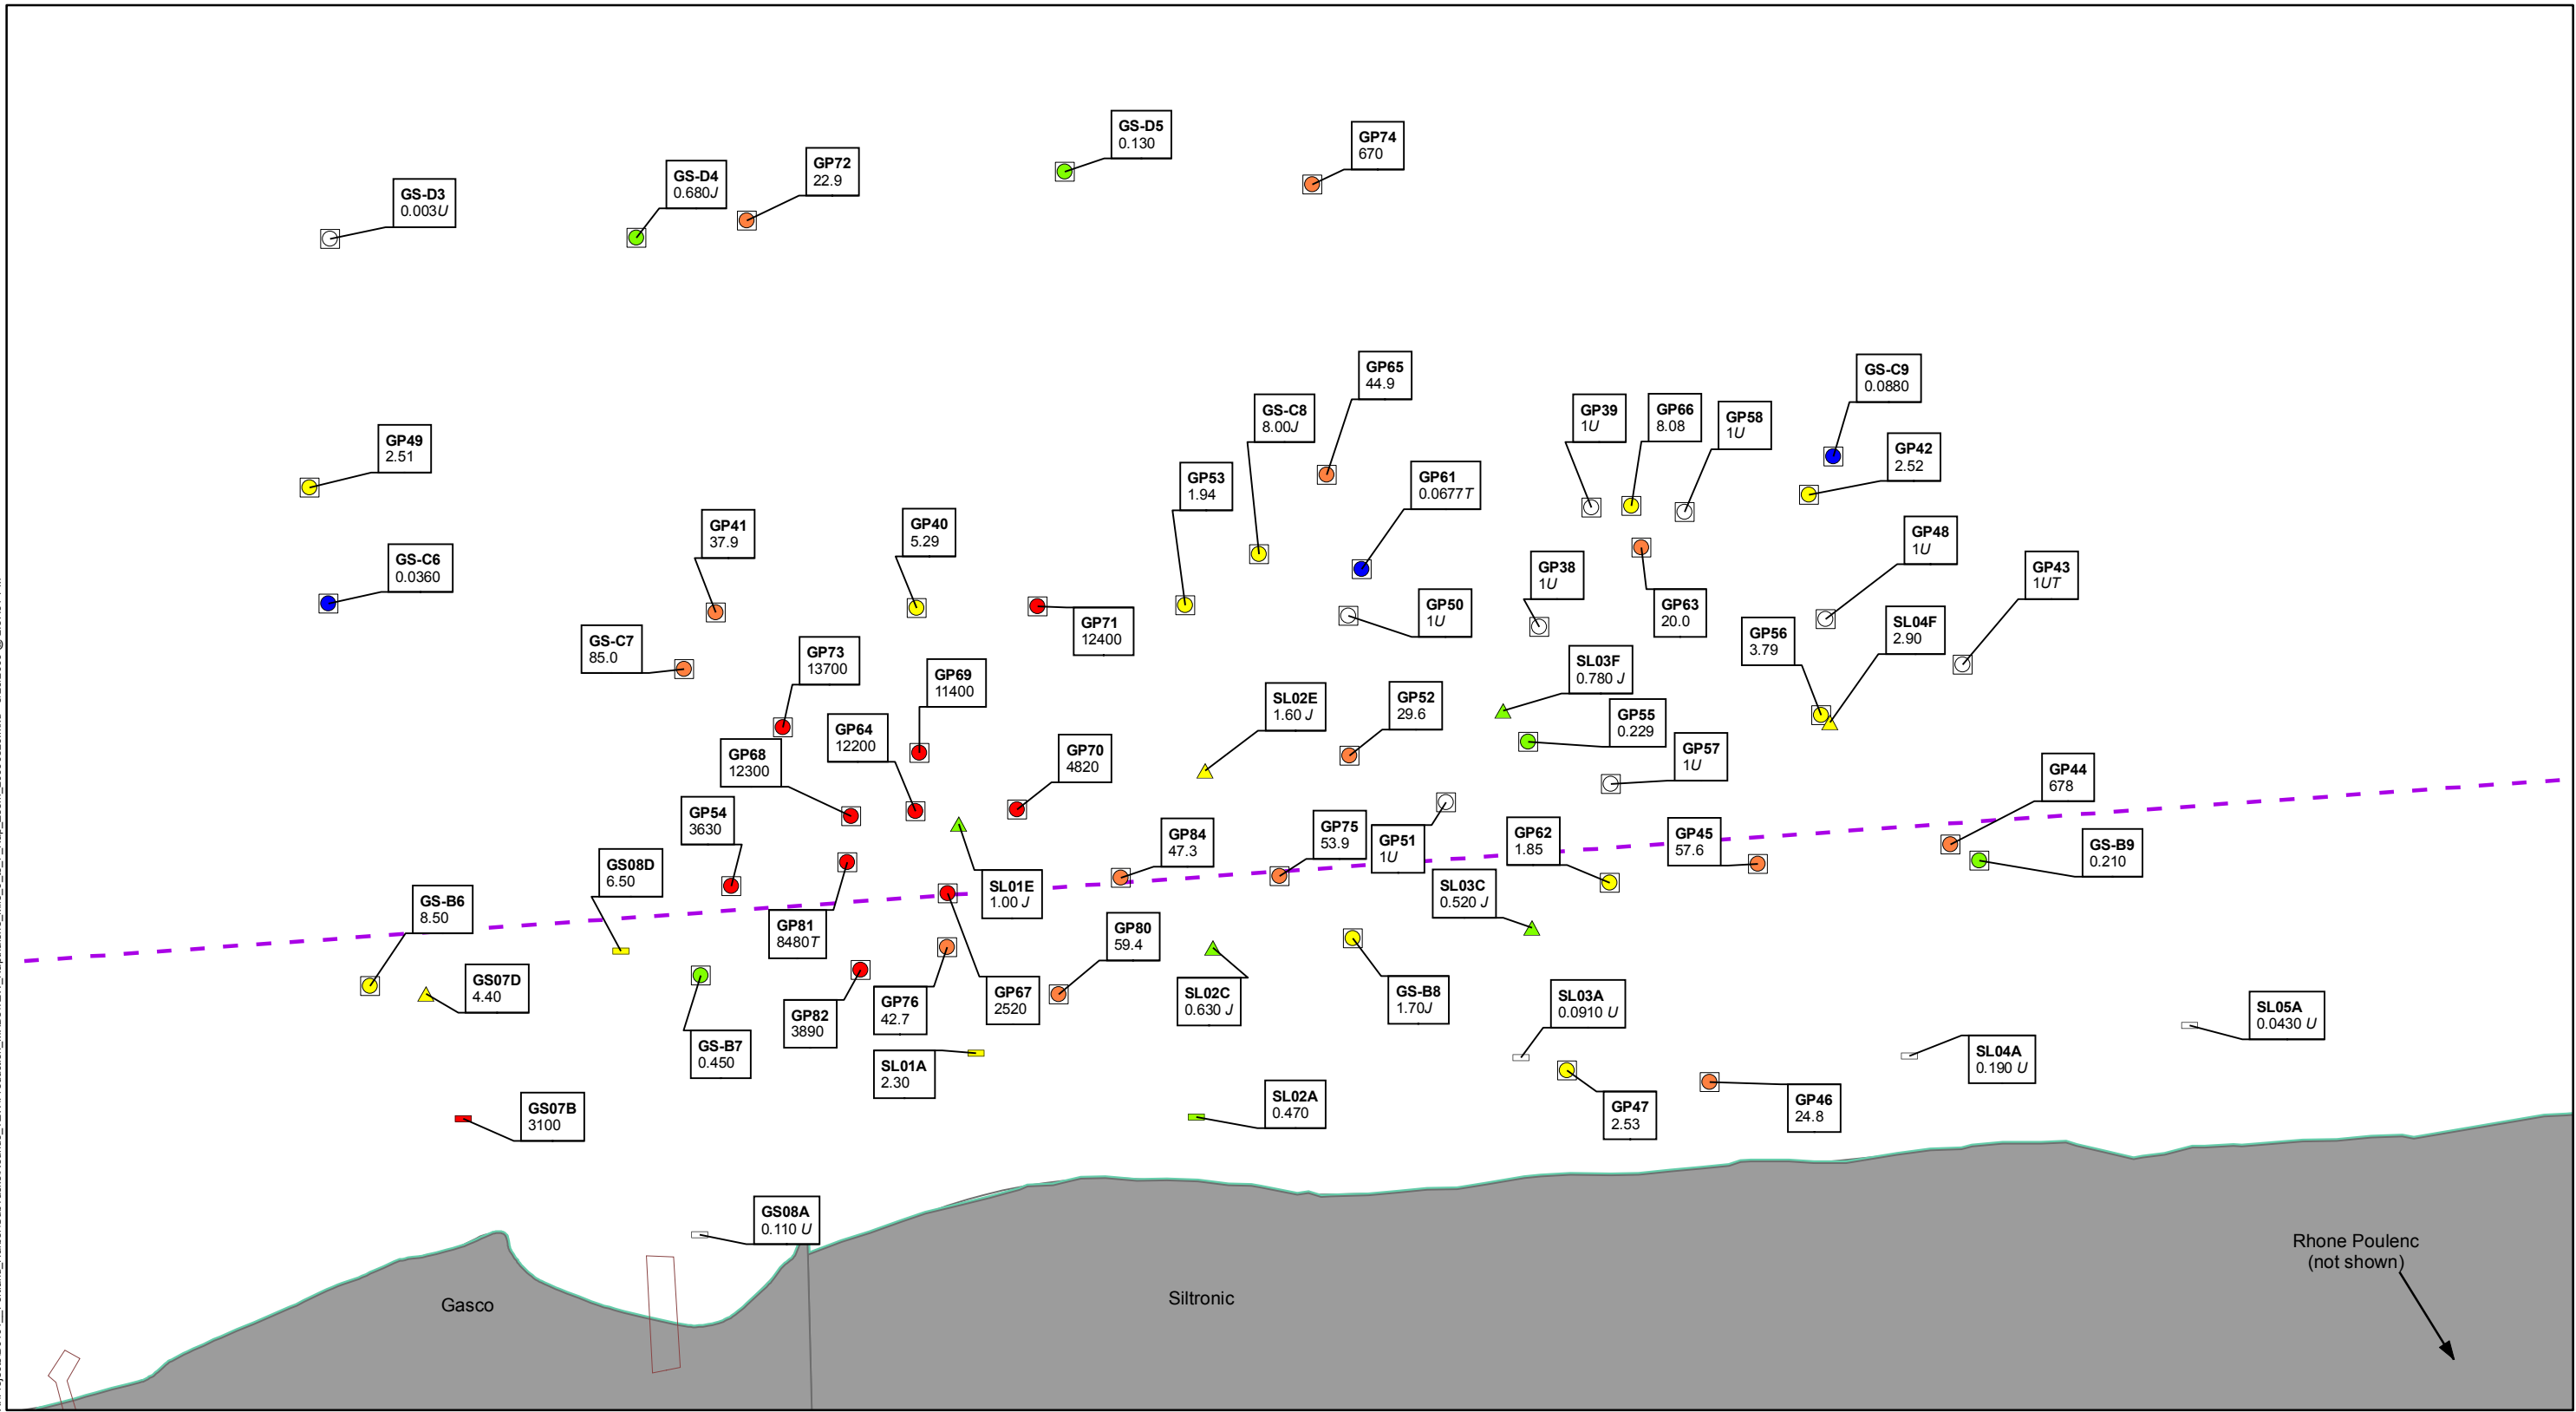 GS-D5
0.130
GP74
670
GP72
22.9
GS-D4
0.680J
GS-D3
0.003U
GP65
44.9
GS-C9
0.0880
GS-C8
8.00J
GP39
1U
GP66
8.08
GP58
1U
GP49
2.51
GP42
2.52
GP53
1.94
GP61
0.0677T
GP41
37.9
GP40
5.29
GP48
1U
GS-C6
0.0360
GP38
1U
GP43
1UT
GP50
1U
GP63
20.0
GP71
12400
SL04F
2.90
GP56
3.79
GS-C7
85.0
GP73
13700
SL03F
0.780 J
GP69
11400
SL02E
1.60 J
GP52
29.6
GP55
0.229
GP64
12200
GP57
1U
GP68
12300
GP70
4820
GP44
678
GP54
3630
GP84
47.3
GP75
53.9
GP51
1U
GP62
1.85
GP45
57.6
GS-B9
0.210
GS08D
6.50
SL01E
1.00 J
SL03C
0.520 J
GS-B6
8.50
GP81
8480T
GP80
59.4
GS07D
4.40
GP67
2520
GP76
42.7
SL02C
0.630 J
GS-B8
1.70J
SL03A
0.0910 U
SL05A
0.0430 U
GP82
3890
GS-B7
0.450
SL01A
2.30
SL04A
0.190 U
SL02A
0.470
GP47
2.53
GP46
24.8
GS07B
3100
GS08A
0.110 U
Rhone Poulenc
(not shown)
Gasco
Siltronic